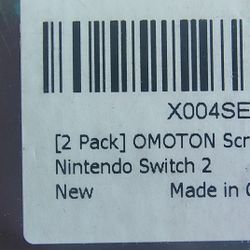 X004SE
[2 Pack] OMOTON Scr
Nintendo Switch 2
New Made in